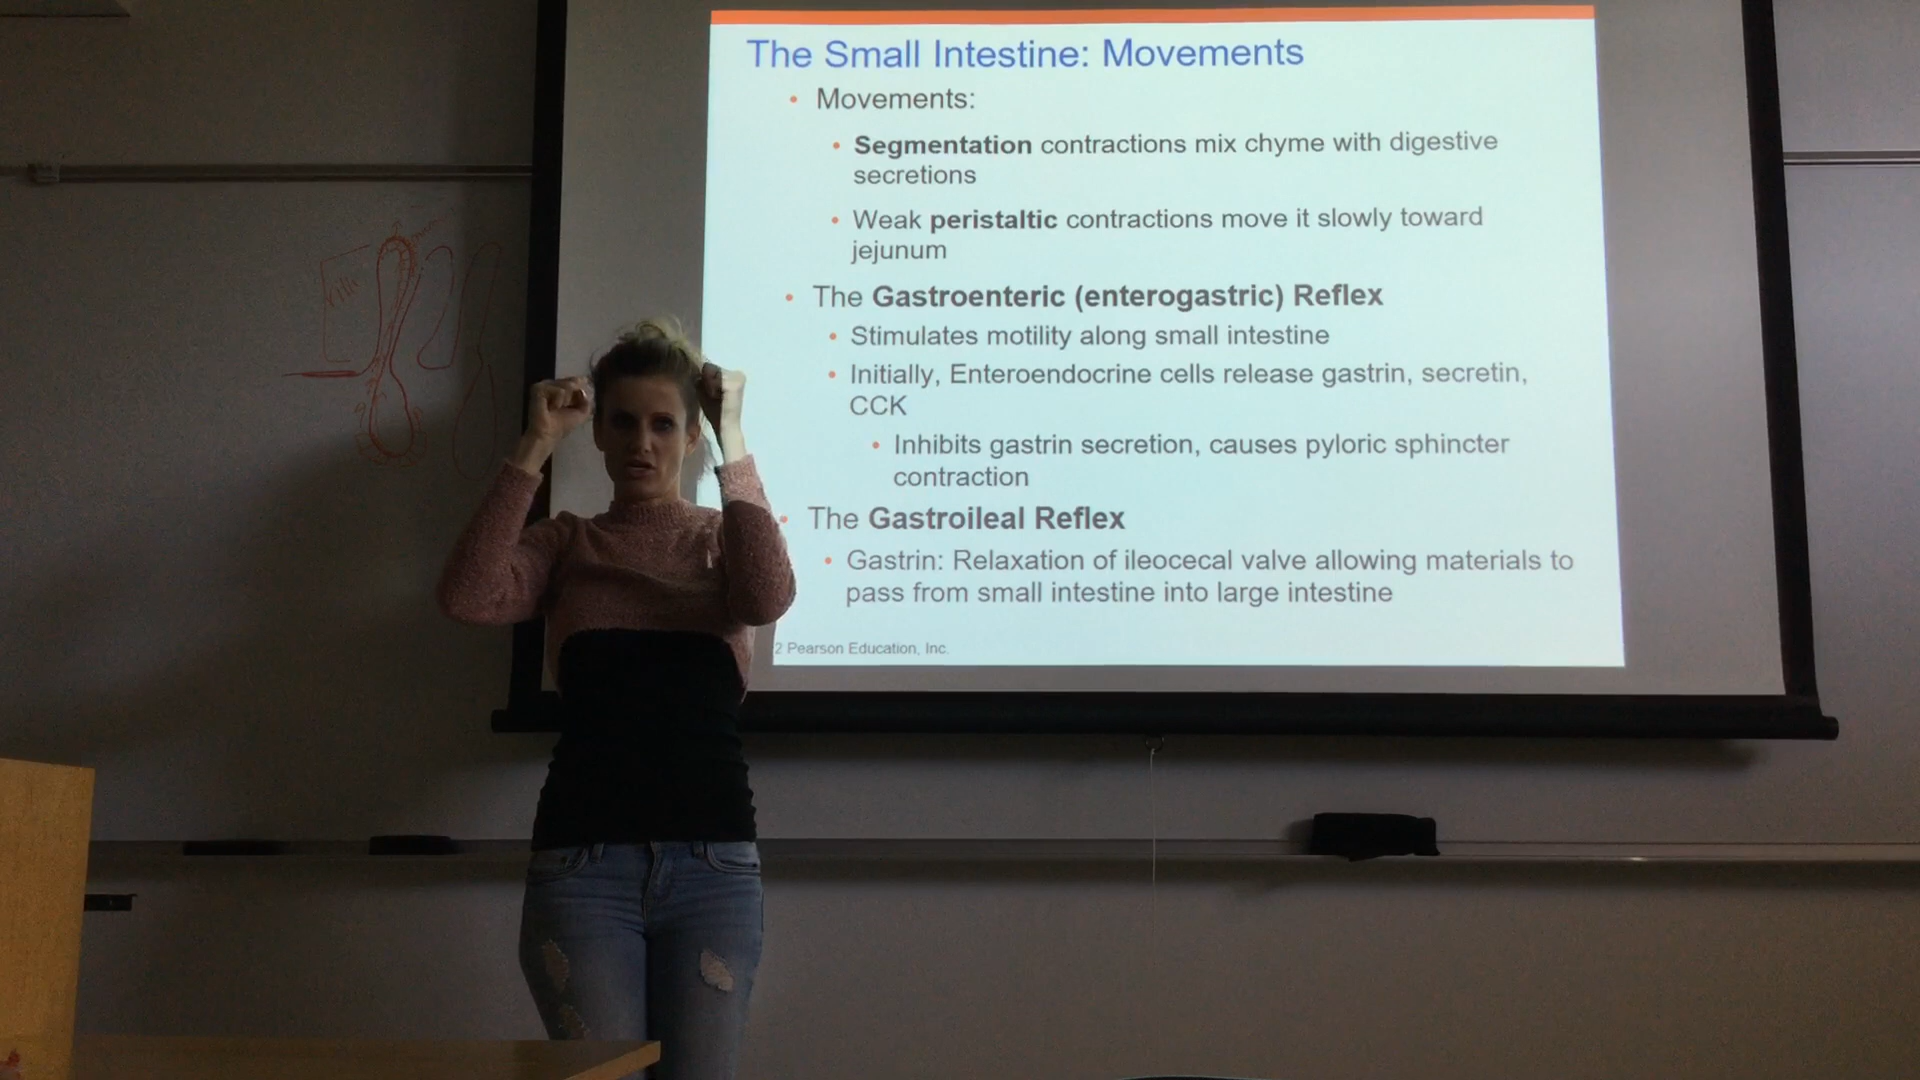 The Small Intestine: Movements
• Movements:
• Segmentation contractions mix chyme with digestive
secretions
• Weak peristaltic contractions move it slowly toward
jejunum
• The Gastroenteric (enterogastric) Reflex
• Stimulates motility along small intestine
• Initially, Enteroendocrine cells release gastrin, secretin,
CCK
• Inhibits gastrin secretion, causes pyloric sphincter
contraction
• The Gastroileal Reflex
• Gastrin: Relaxation of ileocecal valve allowing materials to
pass from small intestine into large intestine
2 Pearson Education, Inc.